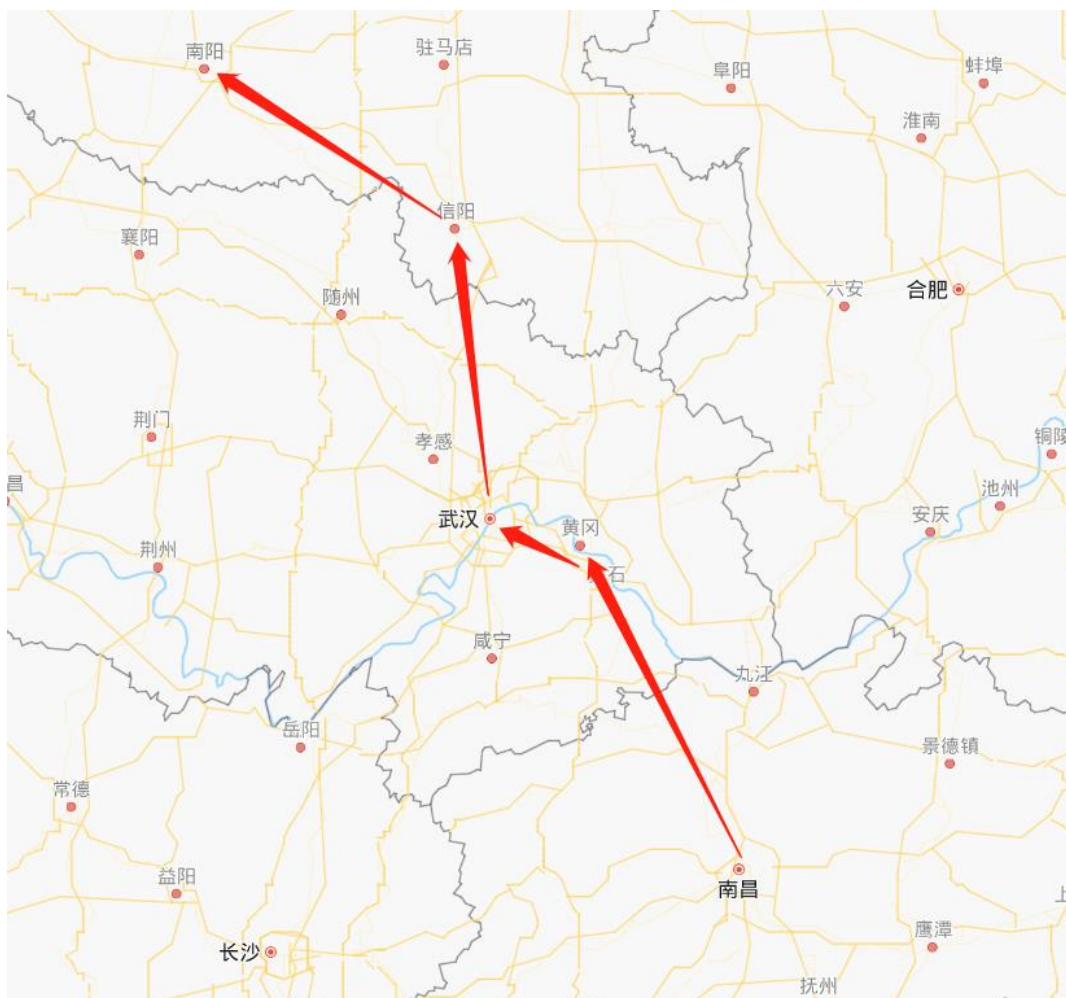 南阳
驻马店
阜阳
蚌埠
淮南
信阳
襄阳
随州
六安
合肥
荆门
孝感
铜陵
昌
池州
武汉
黄冈
安庆
荆州
石
咸宁
九江
岳阳
景德镇
常德
益阳
南昌
长沙
鹰潭
抚州
上